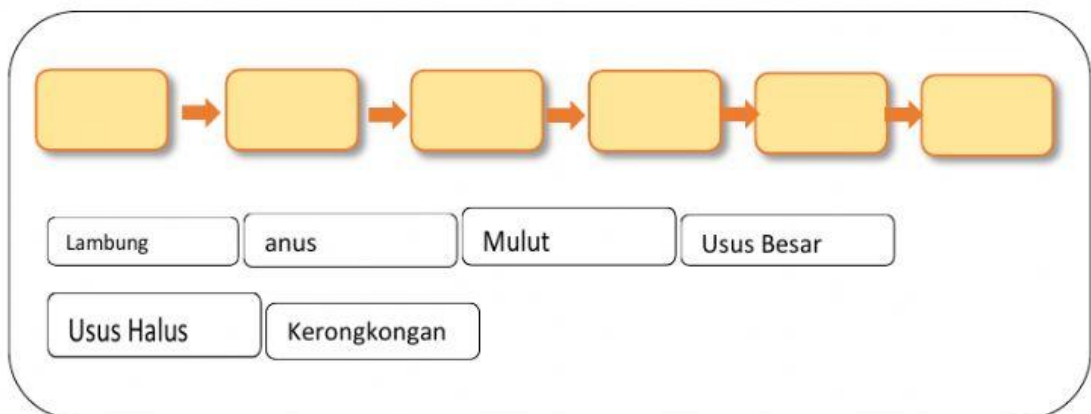 Lambung
anus
Mulut
Usus Besar
Usus Halus
Kerongkongan